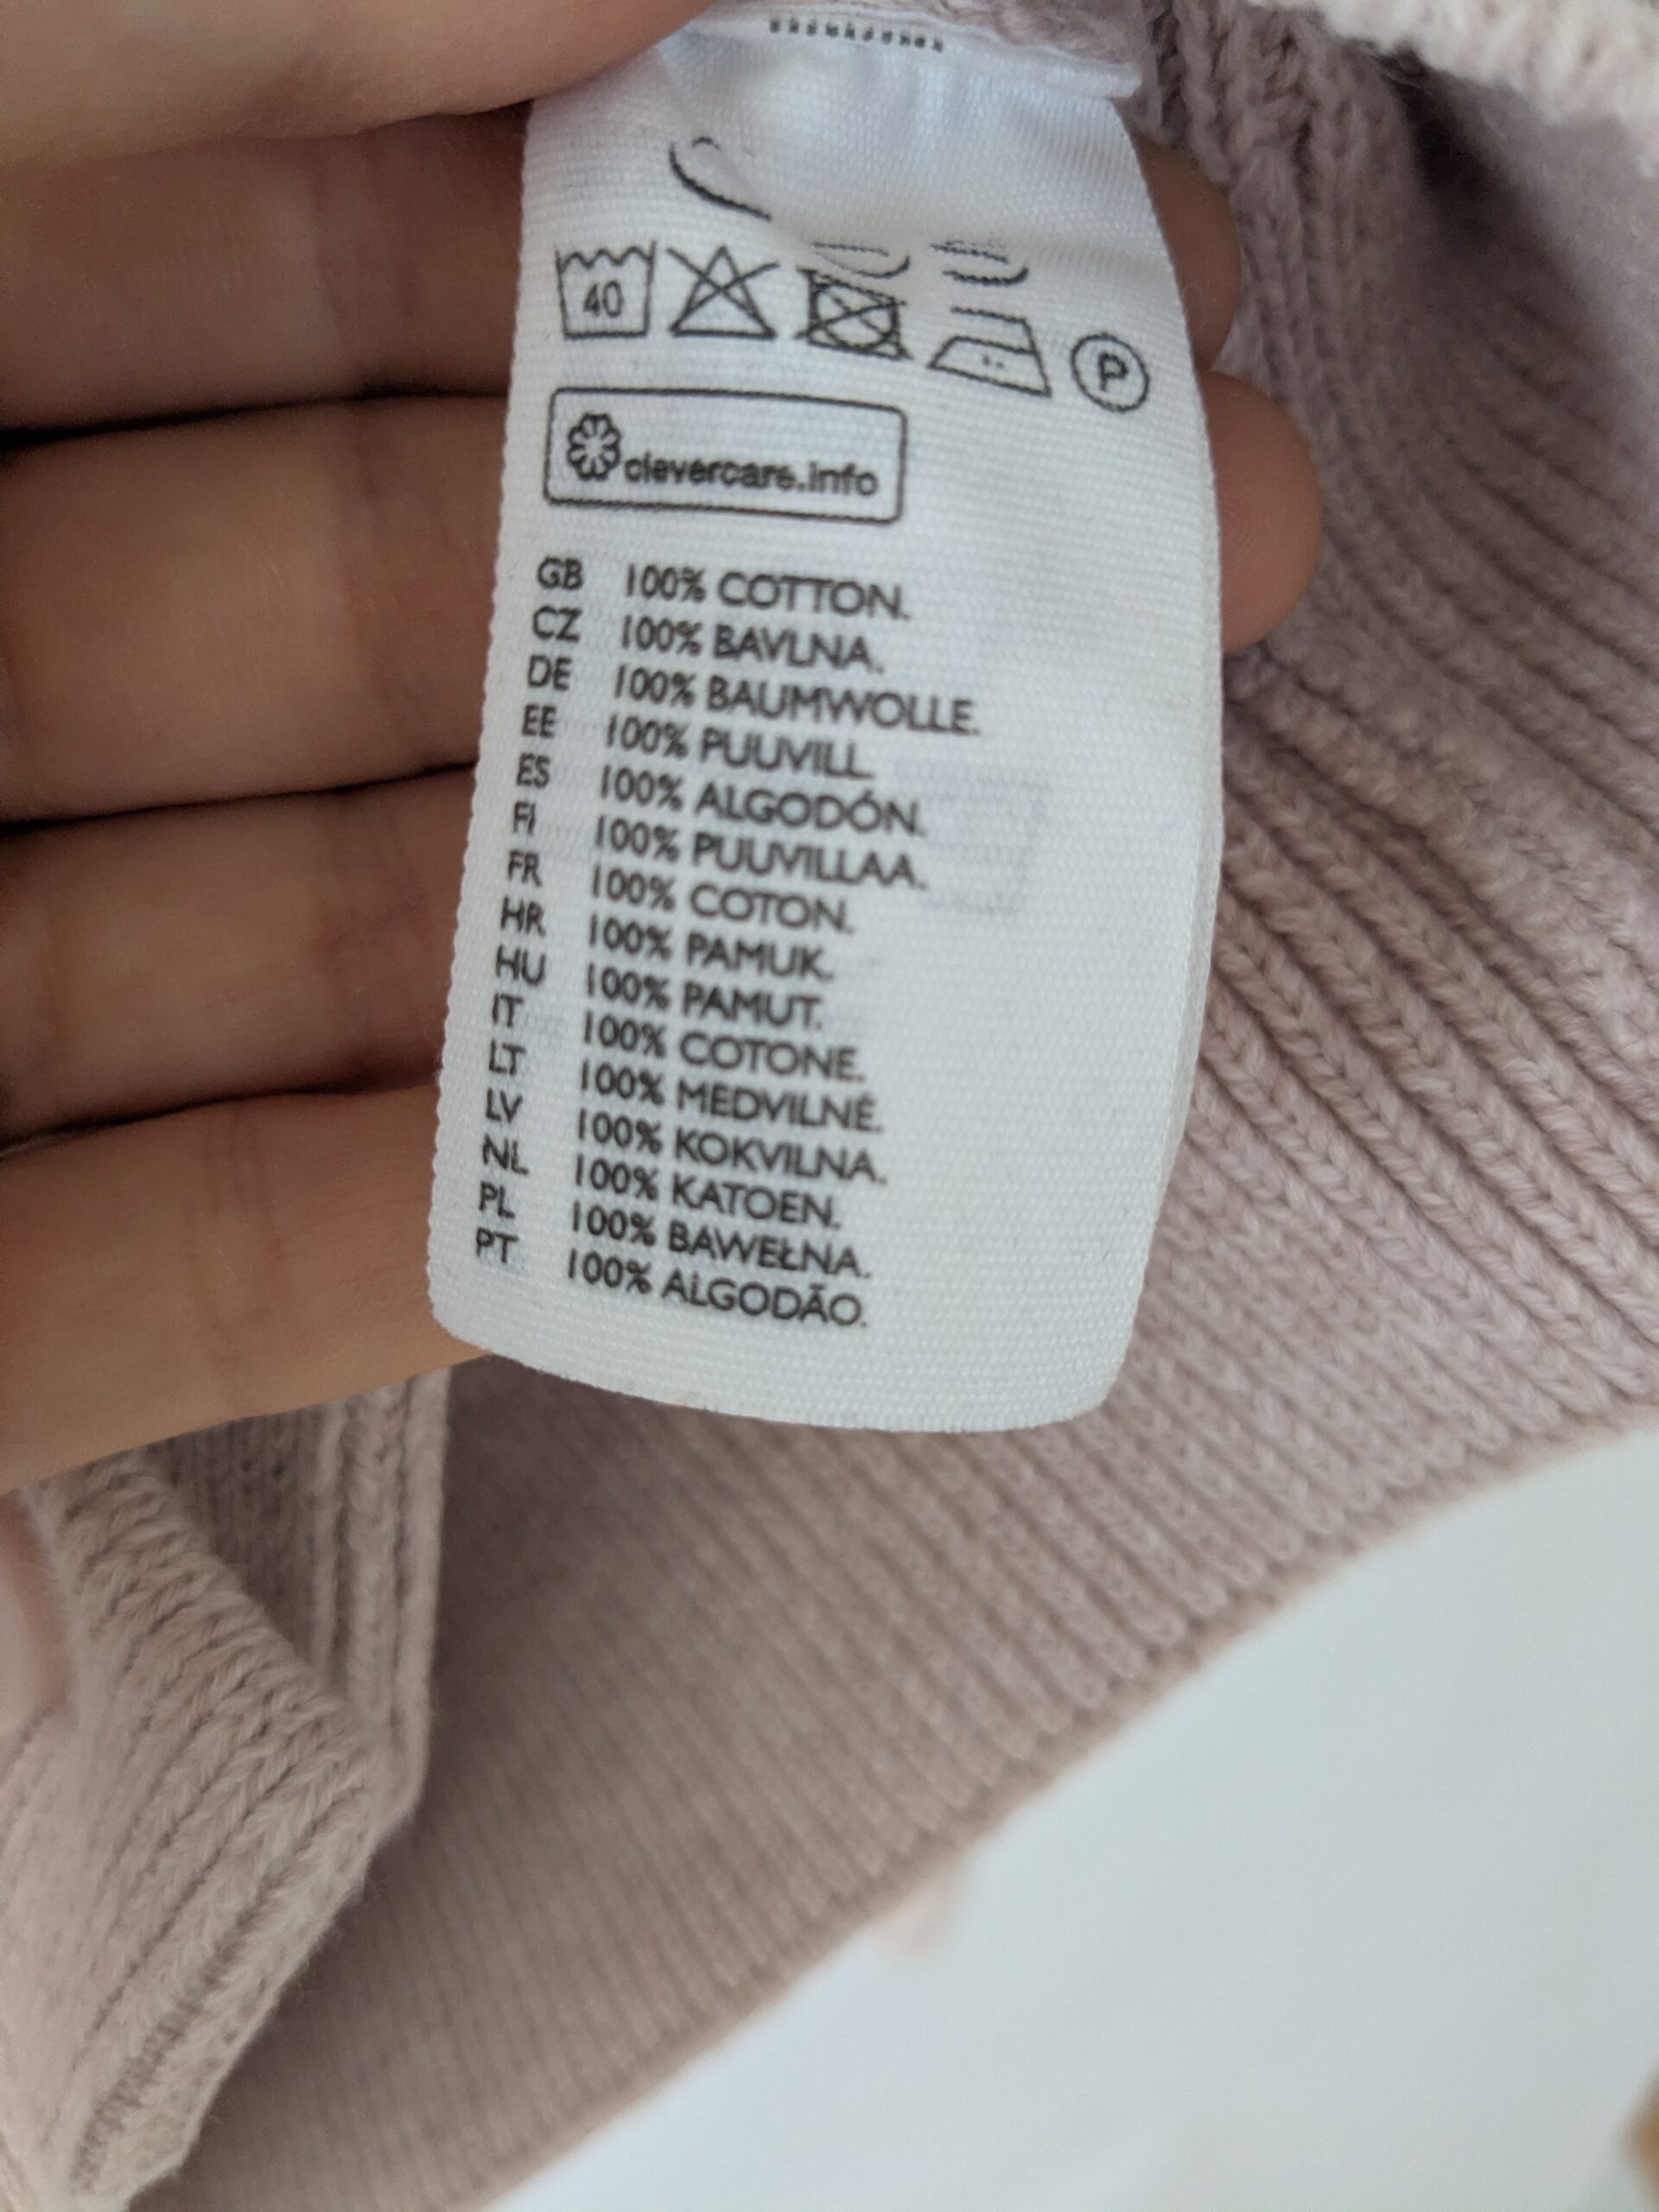 40
P
clevercare.info
GB 100% COTTON.
CZ 100% BAVLNA.
DE 100% BAUMWOLLE.
EE 100% PUUVILL.
ES 100% ALGODÓN.
FI 100% PUUVILLAA.
FR 100% COTON.
HR 100% PAMUK.
HU 100% PAMUT.
IT 100% COTONE.
LT 100% MEDVILNĖ.
LV 100% KOKVILNA.
NL 100% KATOEN.
PL 100% BAWEŁNA.
PT 100% ALGODÃO.